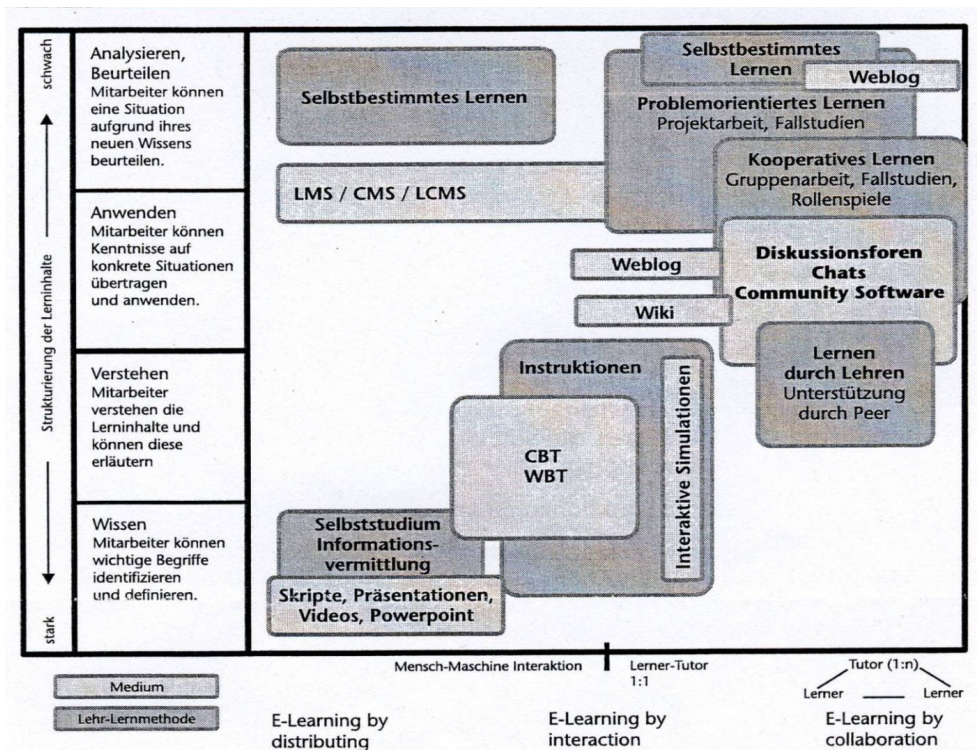 schwach
Strukturierung der Lerninhalte
stark
Analysieren,
Beurteilen
Mitarbeiter können
eine Situation
aufgrund ihres
neuen Wissens
beurteilen.
Anwenden
Mitarbeiter können
Kenntnisse auf
konkrete Situationen
übertragen
und anwenden.
Verstehen
Mitarbeiter
verstehen die
Lerninhalte und
können diese
erläutern
Wissen
Mitarbeiter können
wichtige Begriffe
identifizieren
und definieren.
Selbstbestimmtes Lernen
LMS / CMS / LCMS
Selbstbestimmtes
Lernen
Weblog
Problemorientiertes Lernen
Projektarbeit, Fallstudien
Kooperatives Lernen
Gruppenarbeit, Fallstudien,
Rollenspiele
Weblog
Wiki
Diskussionsforen
Chats
Community Software
Lernen
durch Lehren
Unterstützung
durch Peer
Instruktionen
Interaktive Simulationen
CBT
WBT
Selbststudium
Informations-
vermittlung
Skripte, Präsentationen,
Videos, Powerpoint
Mensch-Maschine Interaktion
Lerner-Tutor
1:1
Tutor (1:n)
Lerner
Lerner
Medium
Lehr-Lernmethode
E-Learning by
distributing
E-Learning by
interaction
E-Learning by
collaboration